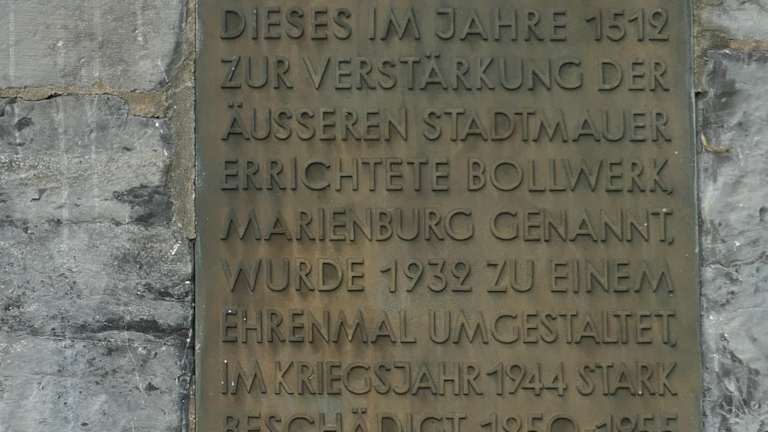 DIESES IM JAHRE 1512
ZUR VERSTÄRKUNG DER
ÄUSSEREN STADTMAUER
ERRICHTETE BOLLWERK,
MARIENBURG GENANNT,
WURDE 1932 ZU EINEM
EHRENMAL UMGESTALTET,
IM KRIEGSJAHR 1944 STARK
BESCHÄDIGT